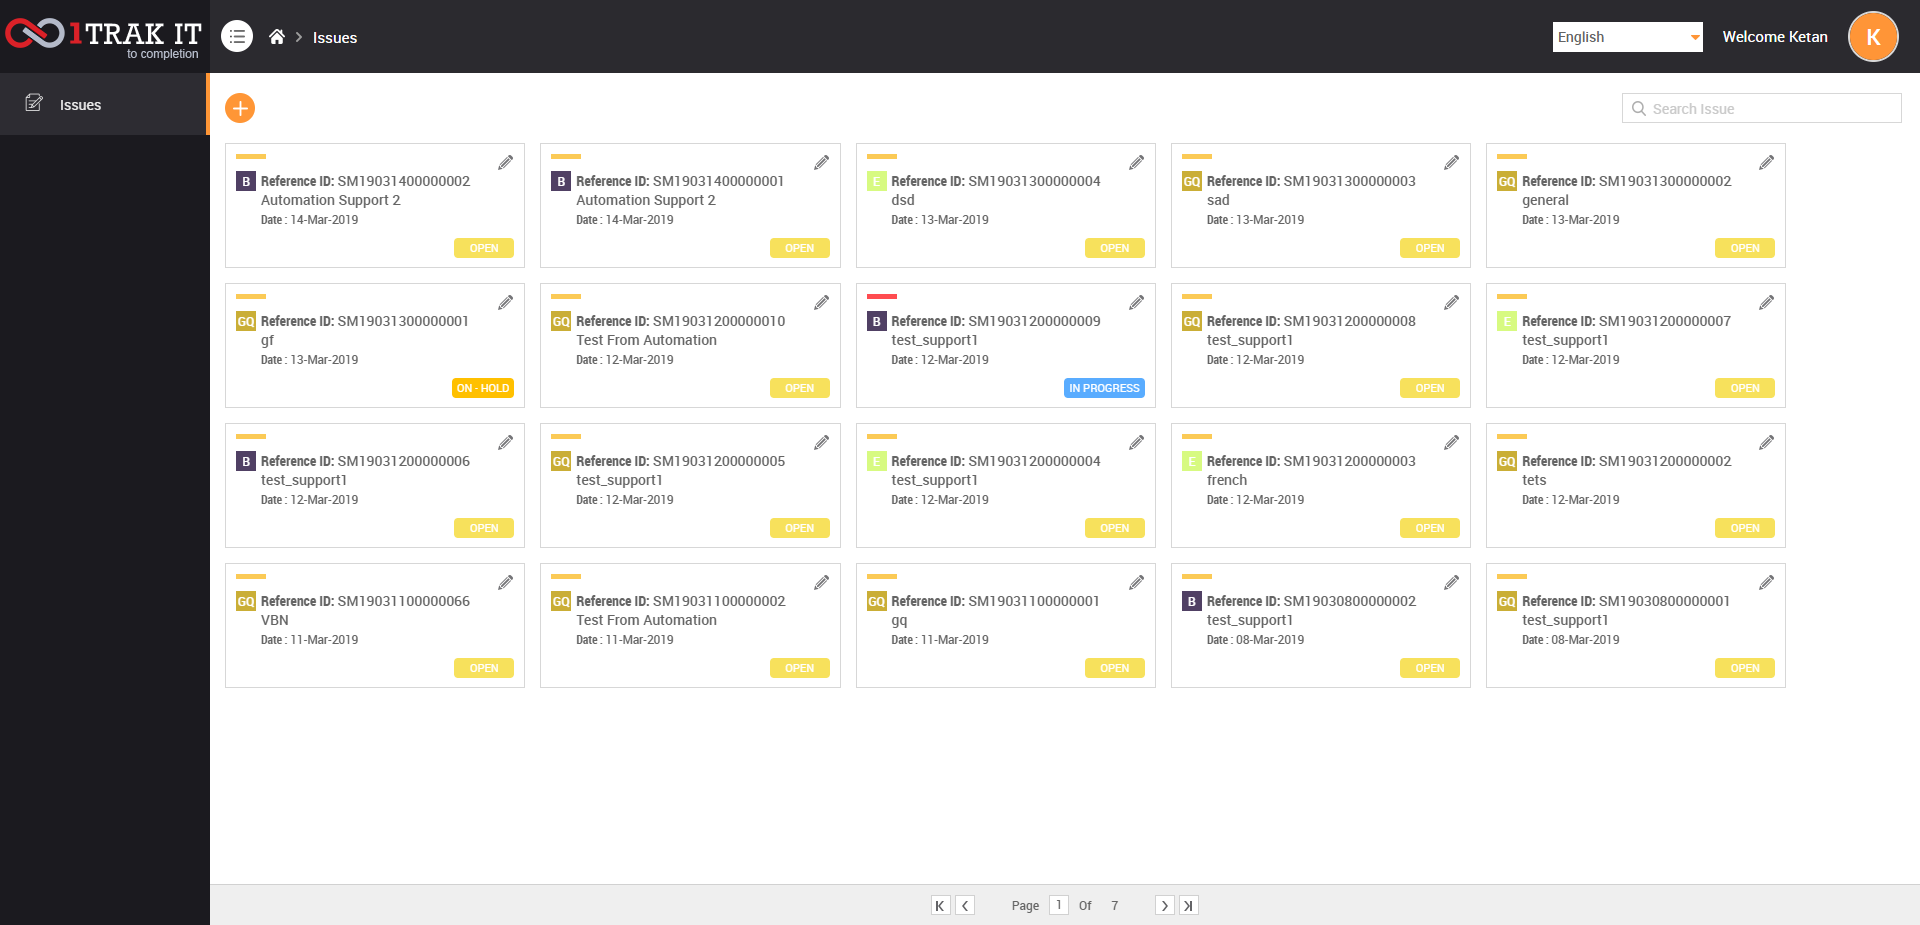 1TRAK IT
to completion
Issues
English
Welcome Ketan
K
Issues
Search Issue
B Reference ID: SM19031400000002
Automation Support 2
Date : 14-Mar-2019
OPEN
B Reference ID: SM19031400000001
Automation Support 2
Date : 14-Mar-2019
OPEN
E Reference ID: SM19031300000004
dsd
Date : 13-Mar-2019
OPEN
GQ Reference ID: SM19031300000003
sad
Date : 13-Mar-2019
OPEN
GQ Reference ID: SM19031300000002
general
Date : 13-Mar-2019
OPEN
GQ Reference ID: SM19031300000001
gf
Date : 13-Mar-2019
ON - HOLD
GQ Reference ID: SM19031200000010
Test From Automation
Date : 12-Mar-2019
OPEN
B Reference ID: SM19031200000009
test_support1
Date : 12-Mar-2019
IN PROGRESS
GQ Reference ID: SM19031200000008
test_support1
Date : 12-Mar-2019
OPEN
E Reference ID: SM19031200000007
test_support1
Date : 12-Mar-2019
OPEN
B Reference ID: SM19031200000006
test_support1
Date : 12-Mar-2019
OPEN
GQ Reference ID: SM19031200000005
test_support1
Date : 12-Mar-2019
OPEN
E Reference ID: SM19031200000004
test_support1
Date : 12-Mar-2019
OPEN
E Reference ID: SM19031200000003
french
Date : 12-Mar-2019
OPEN
GQ Reference ID: SM19031200000002
tets
Date : 12-Mar-2019
OPEN
GQ Reference ID: SM19031100000066
VBN
Date : 11-Mar-2019
OPEN
GQ Reference ID: SM19031100000002
Test From Automation
Date : 11-Mar-2019
OPEN
GQ Reference ID: SM19031100000001
gq
Date : 11-Mar-2019
OPEN
B Reference ID: SM19030800000002
test_support1
Date : 08-Mar-2019
OPEN
GQ Reference ID: SM19030800000001
test_support1
Date : 08-Mar-2019
OPEN
Page 1 Of 7